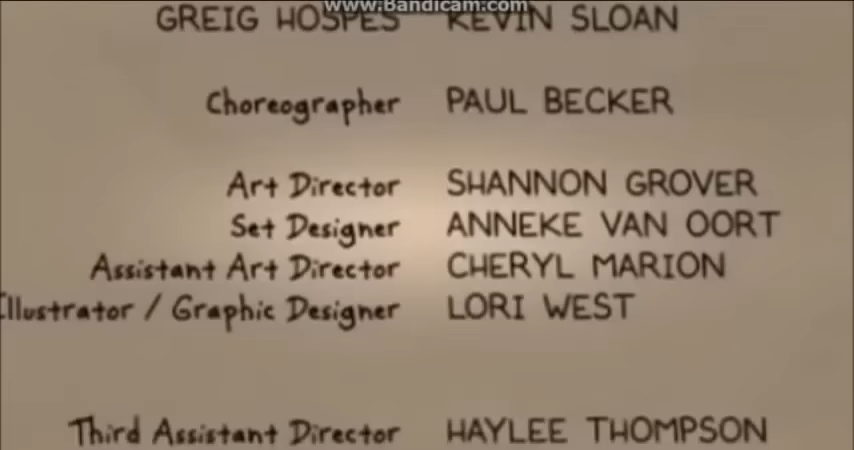 www.Bandicam.com
GREIG HOSPES KEVIN SLOAN
Choreographer PAUL BECKER
Art Director SHANNON GROVER
Set Designer ANNEKE VAN OORT
Assistant Art Director CHERYL MARION
Illustrator / Graphic Designer LORI WEST
Third Assistant Director HAYLEE THOMPSON